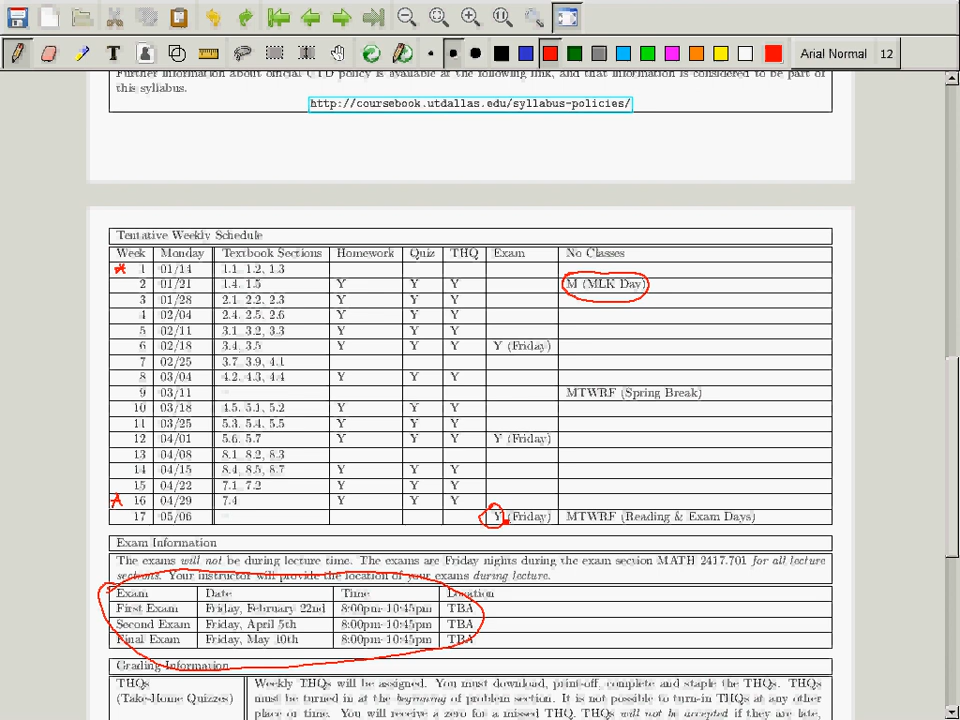 Arial Normal 12
Further information about official UTD policy is available at the following link, and that information is considered to be part of
this syllabus.
http://coursebook.utdallas.edu/syllabus-policies/
Tentative Weekly Schedule
Week Monday Textbook Sections Homework Quiz THQ Exam No Classes
1 01/14 1.1, 1.2, 1.3
2 01/21 1.4, 1.5 Y Y Y M (MLK Day)
3 01/28 2.1, 2.2, 2.3 Y Y Y
4 02/04 2.4, 2.5, 2.6 Y Y Y
5 02/11 3.1, 3.2, 3.3 Y Y Y
6 02/18 3.4, 3.5 Y Y Y Y (Friday)
7 02/25 3.7, 3.9, 4.1
8 03/04 4.2, 4.3, 4.4 Y Y Y
9 03/11 - MTWRF (Spring Break)
10 03/18 4.5, 5.1, 5.2 Y Y Y
11 03/25 5.3, 5.4, 5.5 Y Y Y
12 04/01 5.6, 5.7 Y Y Y Y (Friday)
13 04/08 8.1, 8.2, 8.3
14 04/15 8.4, 8.5, 8.7 Y Y Y
15 04/22 7.1, 7.2 Y Y Y
16 04/29 7.4 Y Y Y
17 05/06 - Y (Friday) MTWRF (Reading & Exam Days)
Exam Information
The exams will not be during lecture time. The exams are Friday nights during the exam section MATH 2417.701 for all lecture
sections. Your instructor will provide the location of your exams during lecture.
Exam Date Time Location
First Exam Friday, February 22nd 8:00pm-10:45pm TBA
Second Exam Friday, April 5th 8:00pm-10:45pm TBA
Final Exam Friday, May 10th 8:00pm-10:45pm TBA
Grading Information
THQs Weekly THQs will be assigned. You must download, print-off, complete and staple the THQs. THQs
(Take-Home Quizzes) must be turned in at the beginning of problem section. It is not possible to turn-in THQs at any other
place or time. You will receive a zero for a missed THQ. THQs will not be accepted if they are late,